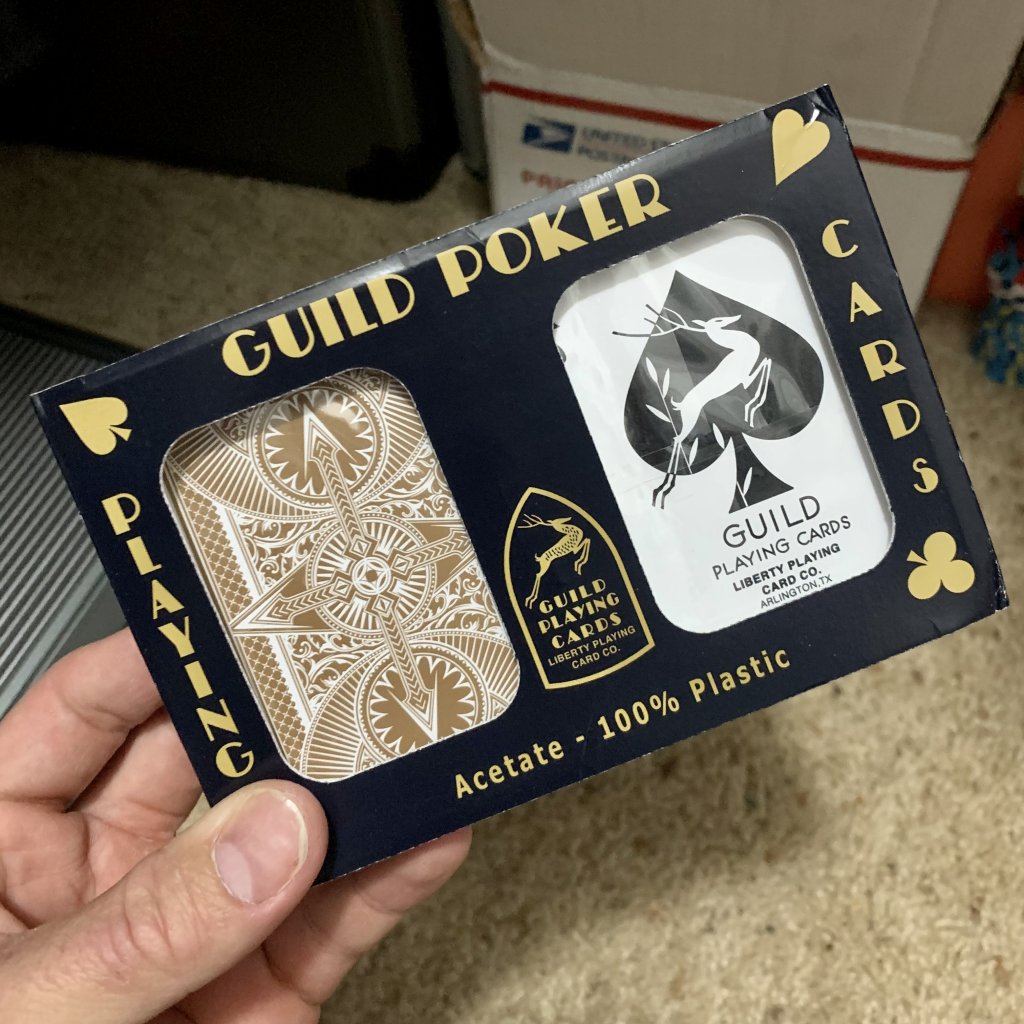 UNITED
GUILD POKER
PLAYING
CARDS
GUILD
PLAYING CARDS
LIBERTY PLAYING
CARD CO.
ARLINGTON, TX
GUILD
PLAYING
CARDS
LIBERTY PLAYING
CARD CO.
Acetate - 100% Plastic